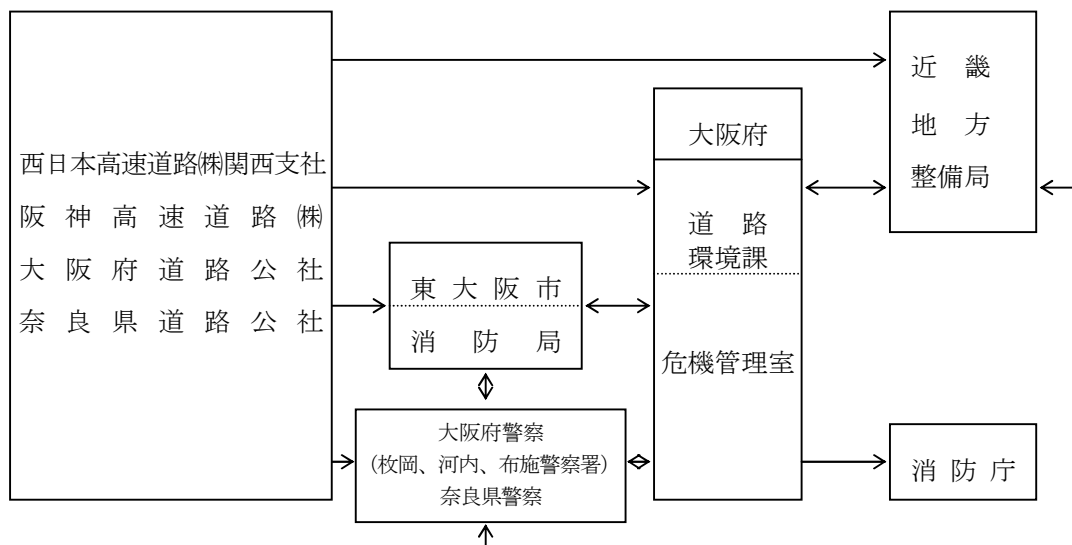 西日本高速道路㈱関西支社
阪神高速道路㈱
大阪府道路公社
奈良県道路公社
東大阪市
消防局
大阪府警察
(枚岡、河内、布施警察署)
奈良県警察
大阪府
道路
環境課
危機管理室
近畿
地方
整備局
消防庁